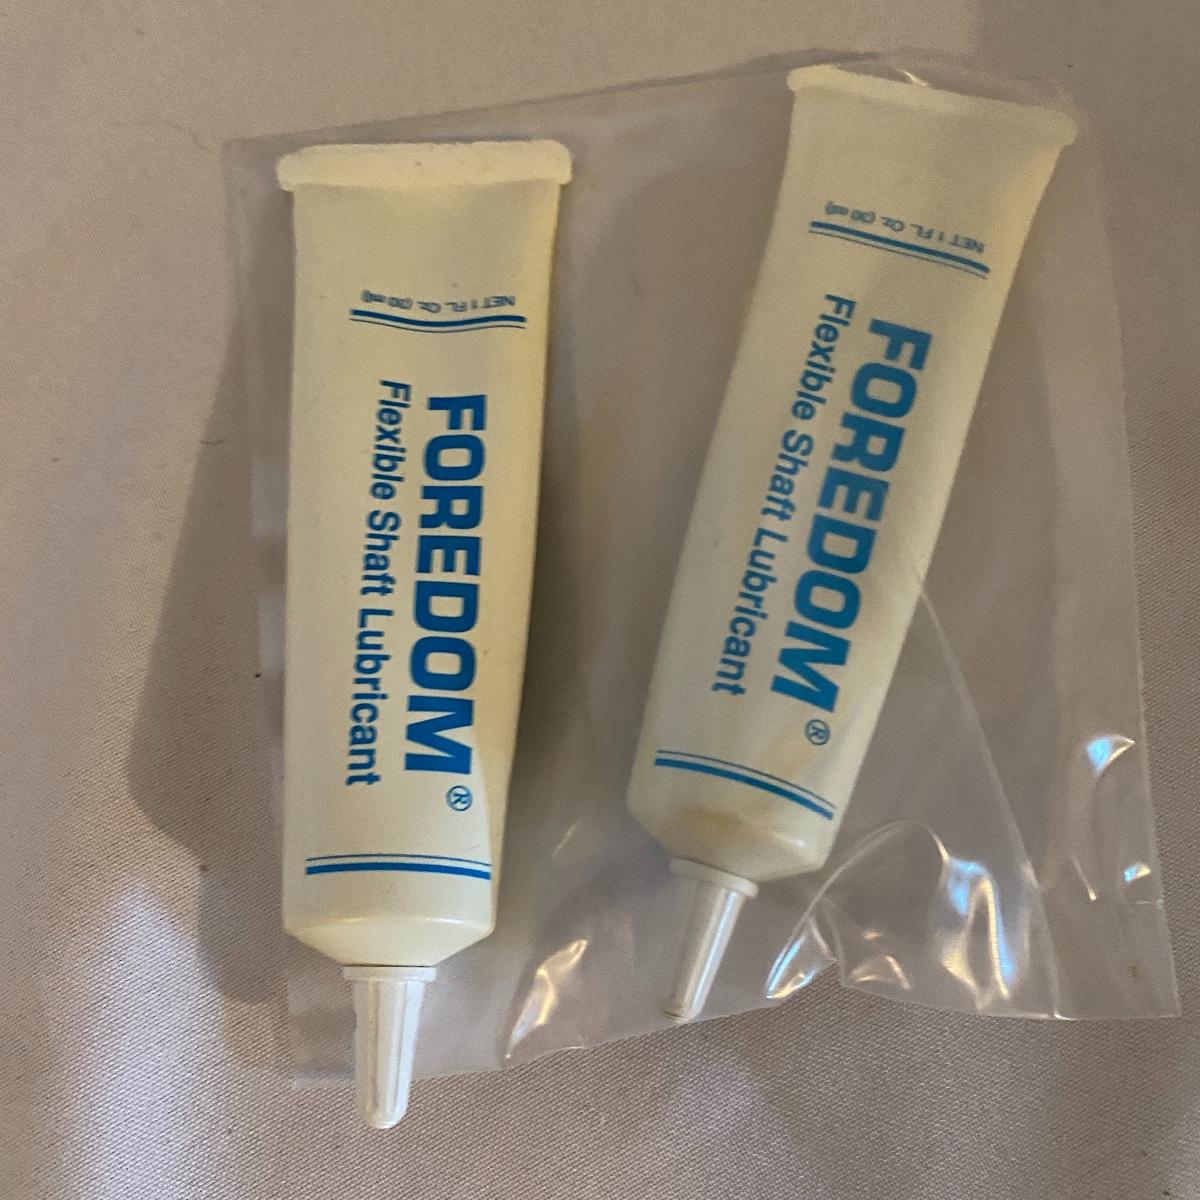 NET 1 FL. Oz. (30 ml)
FOREDOM®
Flexible Shaft Lubricant
NET 1 FL. Oz. (30 ml)
FOREDOM®
Flexible Shaft Lubricant